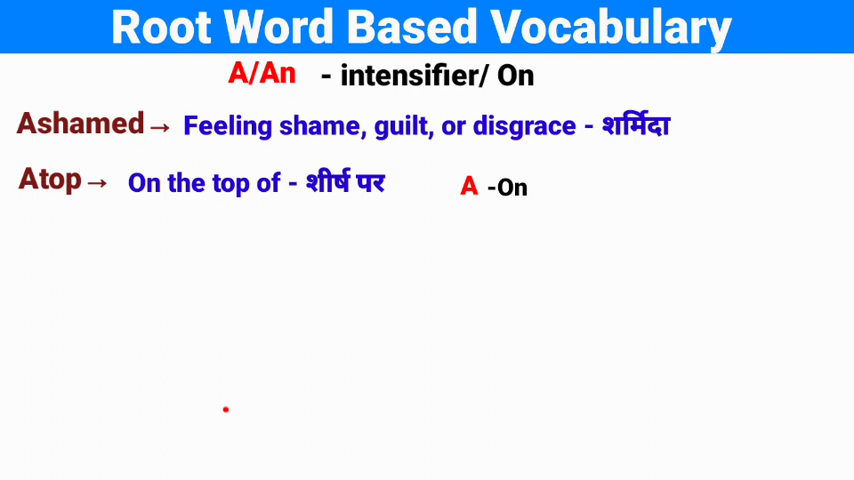 Root Word Based Vocabulary
A/An - intensifier/ On
Ashamed→ Feeling shame, guilt, or disgrace - शर्मिंदा
Atop→ On the top of - शीर्ष पर A -On